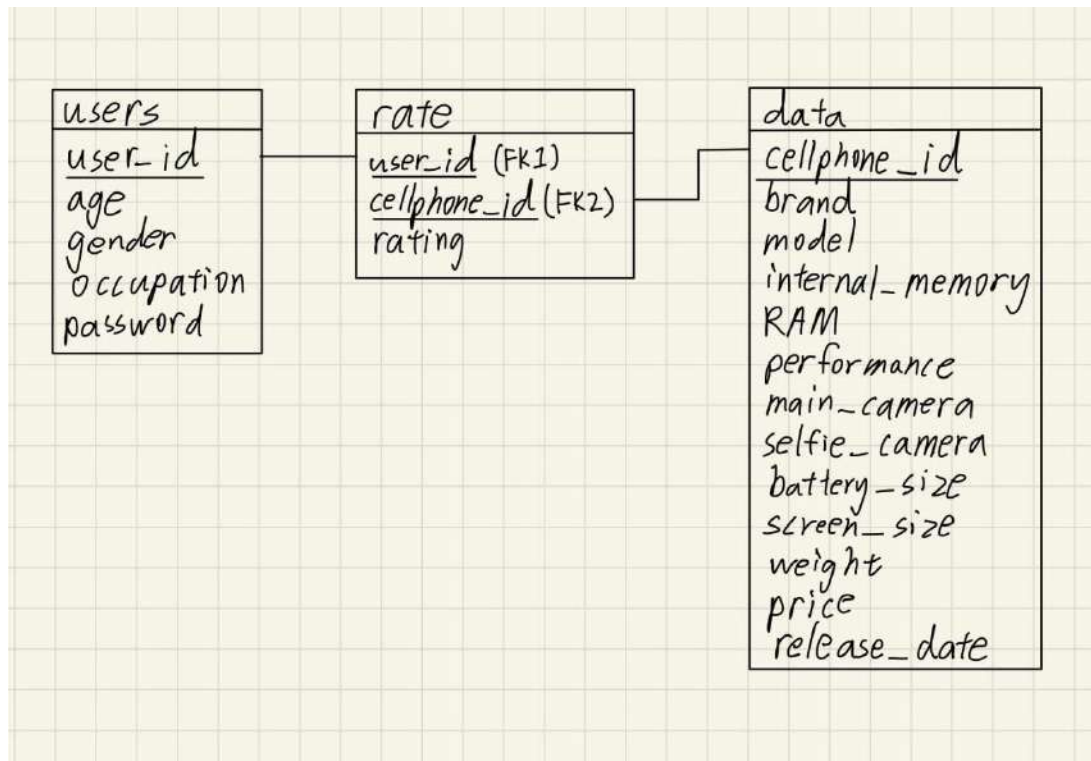 users
user_id
age
gender
occupation
password
rate
user_id (FK1)
cellphone_id (FK2)
rating
data
cellphone_id
brand
model
internal_memory
RAM
performance
main_camera
selfie_camera
battery_size
screen_size
weight
price
release_date